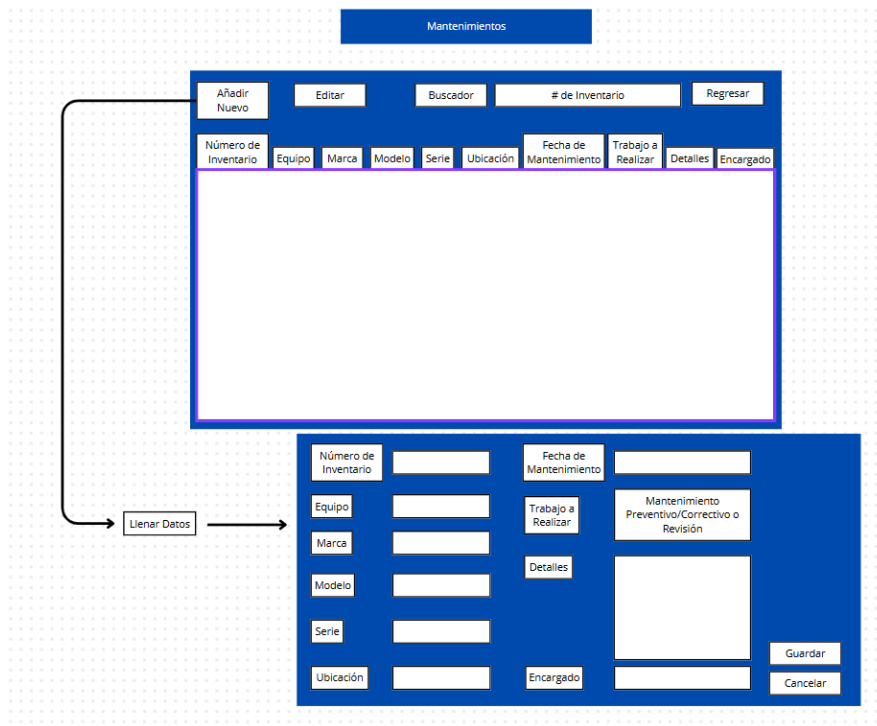 Mantenimientos
Añadir
Nuevo
Editar
Buscador
# de Inventario
Regresar
Número de
Inventario
Equipo
Marca
Modelo
Serie
Ubicación
Fecha de
Mantenimiento
Trabajo a
Realizar
Detalles
Encargado
Número de
Inventario
Fecha de
Mantenimiento
Equipo
Trabajo a
Realizar
Mantenimiento
Preventivo/Correctivo o
Revisión
Llenar Datos
Marca
Detalles
Modelo
Serie
Guardar
Ubicación
Encargado
Cancelar